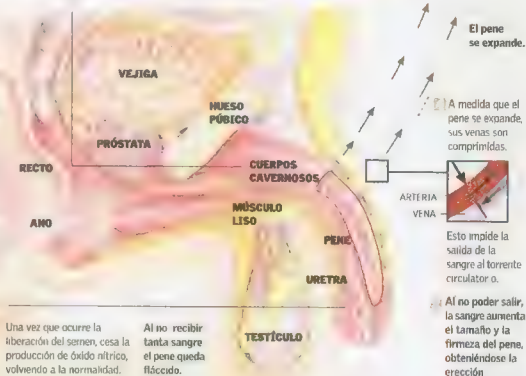 El pene
se expande.
VEJIGA
HUESO
PÚBICO
PRÓSTATA
RECTO
CUERPOS
CAVERNOSOS
MÚSCULO
LISO
ANO
PENE
URETRA
TESTÍCULO
A medida que el
pene se expande,
sus venas son
comprimidas.
ARTERIA
VENA
Esto impide la
salida de la
sangre al torrente
circulator o.
Al no poder salir,
la sangre aumenta
el tamaño y la
firmeza del pene,
obteniéndose la
erección
Una vez que ocurre la
liberación del semen, cesa la
producción de óxido nítrico,
volviendo a la normalidad.
Al no recibir
tanta sangre
el pene queda
fláccido.